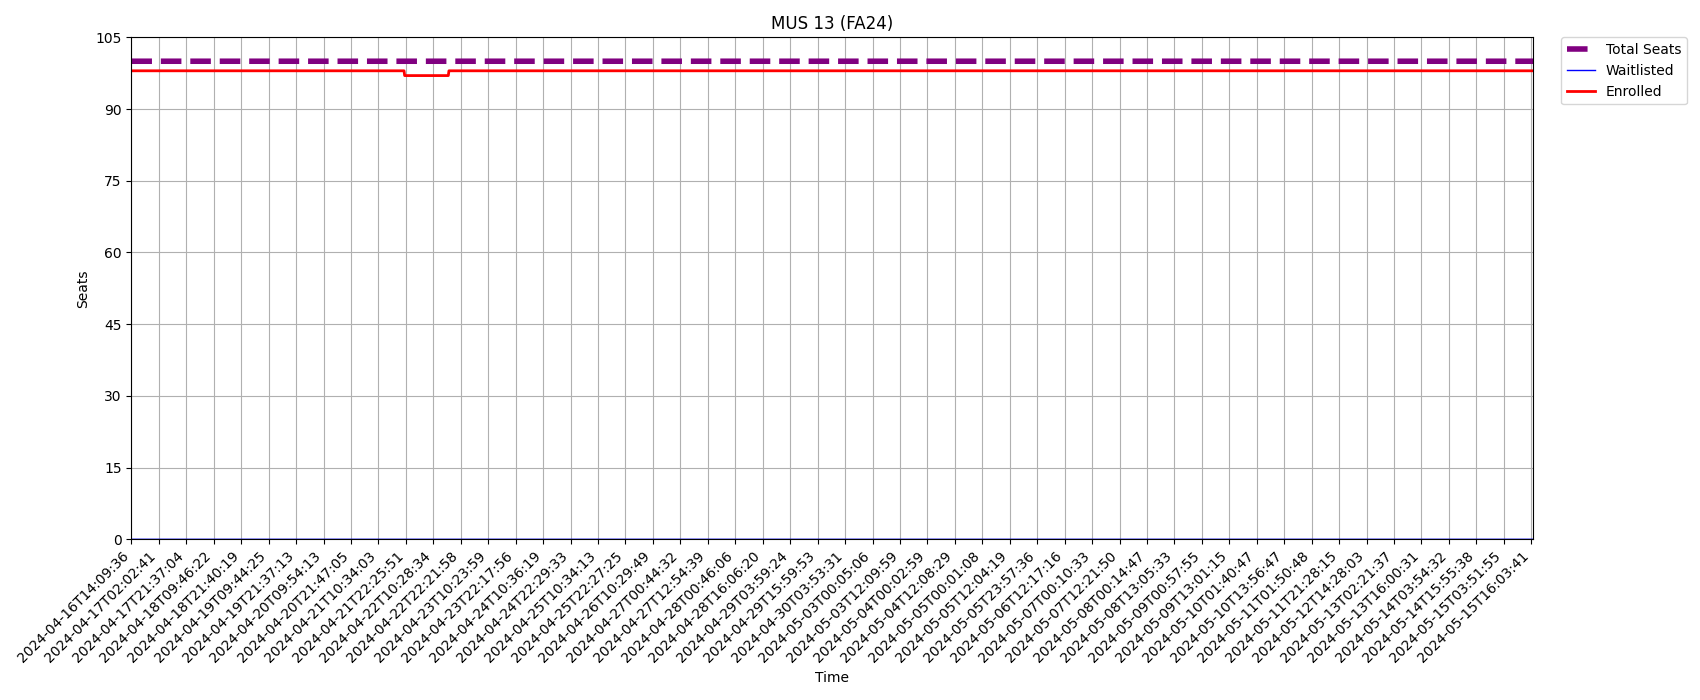 MUS 13 (FA24)
Total Seats
Waitlisted
Enrolled
105
90
75
60
45
30
15
0
Seats
2024-04-16T14:09:36
2024-04-17T02:02:41
2024-04-17T21:37:04
2024-04-18T09:46:22
2024-04-18T21:40:19
2024-04-19T09:44:25
2024-04-19T21:37:13
2024-04-20T09:54:13
2024-04-20T21:47:05
2024-04-21T10:34:03
2024-04-21T22:25:51
2024-04-22T10:28:34
2024-04-22T22:21:58
2024-04-23T10:23:59
2024-04-23T22:17:56
2024-04-24T10:36:19
2024-04-24T22:29:33
2024-04-25T10:34:13
2024-04-25T22:27:25
2024-04-26T10:29:49
2024-04-27T00:44:32
2024-04-27T12:54:39
2024-04-28T00:46:06
2024-04-28T16:06:20
2024-04-29T03:59:24
2024-04-29T15:59:53
2024-04-30T03:53:31
2024-05-03T00:05:06
2024-05-03T12:09:59
2024-05-04T00:02:59
2024-05-04T12:08:29
2024-05-05T00:01:08
2024-05-05T12:04:19
2024-05-05T23:57:36
2024-05-06T12:17:16
2024-05-07T00:10:33
2024-05-07T12:21:50
2024-05-08T00:14:47
2024-05-08T13:05:33
2024-05-09T00:57:55
2024-05-09T13:01:15
2024-05-10T01:40:47
2024-05-10T13:56:47
2024-05-11T01:50:48
2024-05-11T21:28:15
2024-05-12T14:28:03
2024-05-13T02:21:37
2024-05-13T16:00:31
2024-05-14T03:54:32
2024-05-14T15:55:38
2024-05-15T03:51:55
2024-05-15T16:03:41
Time